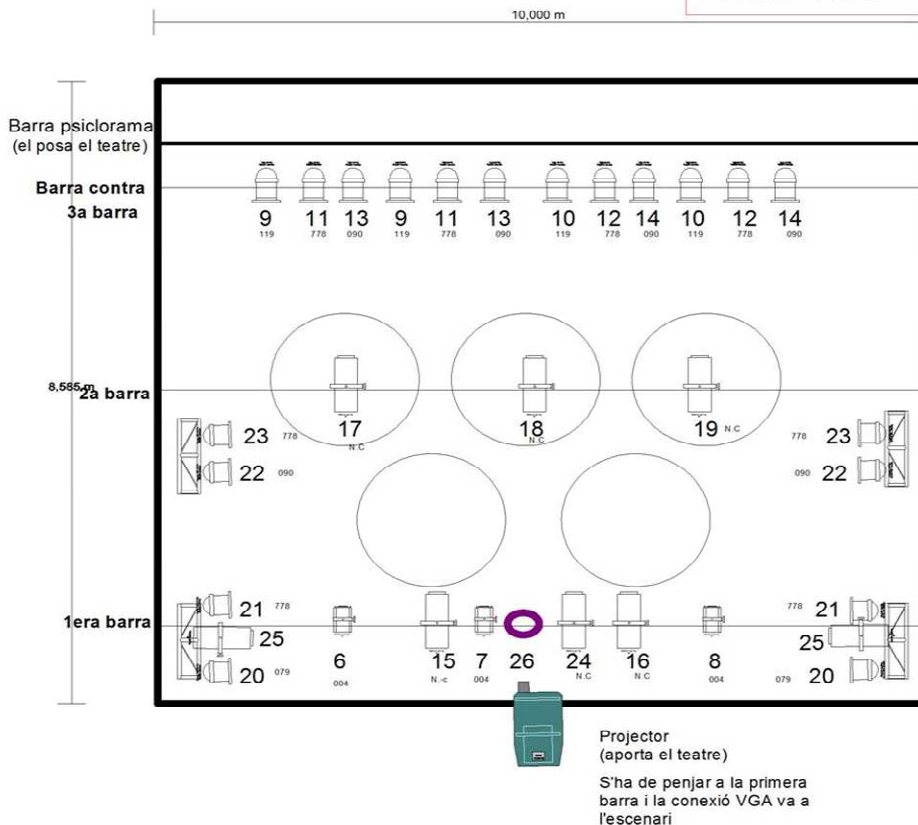 10,000 m
Barra psiclorama
(el posa el teatre)
Barra contra
3a barra
9 11 13 9 11 13 10 12 14 10 12 14
119 778 090 119 778 090 119 778 090 119 778 090
8,585 m
2a barra
17 18 19 N.C
N.C N.C
23 778 778 23
22 090 090 22
1era barra
21 778 778 21
25 25
6 15 7 26 24 16 8
004 N.-c 004 N.C N.C 004
20 079 079 20
Projector
(aporta el teatre)
S'ha de penjar a la primera
barra i la conexió VGA va a
l'escenari